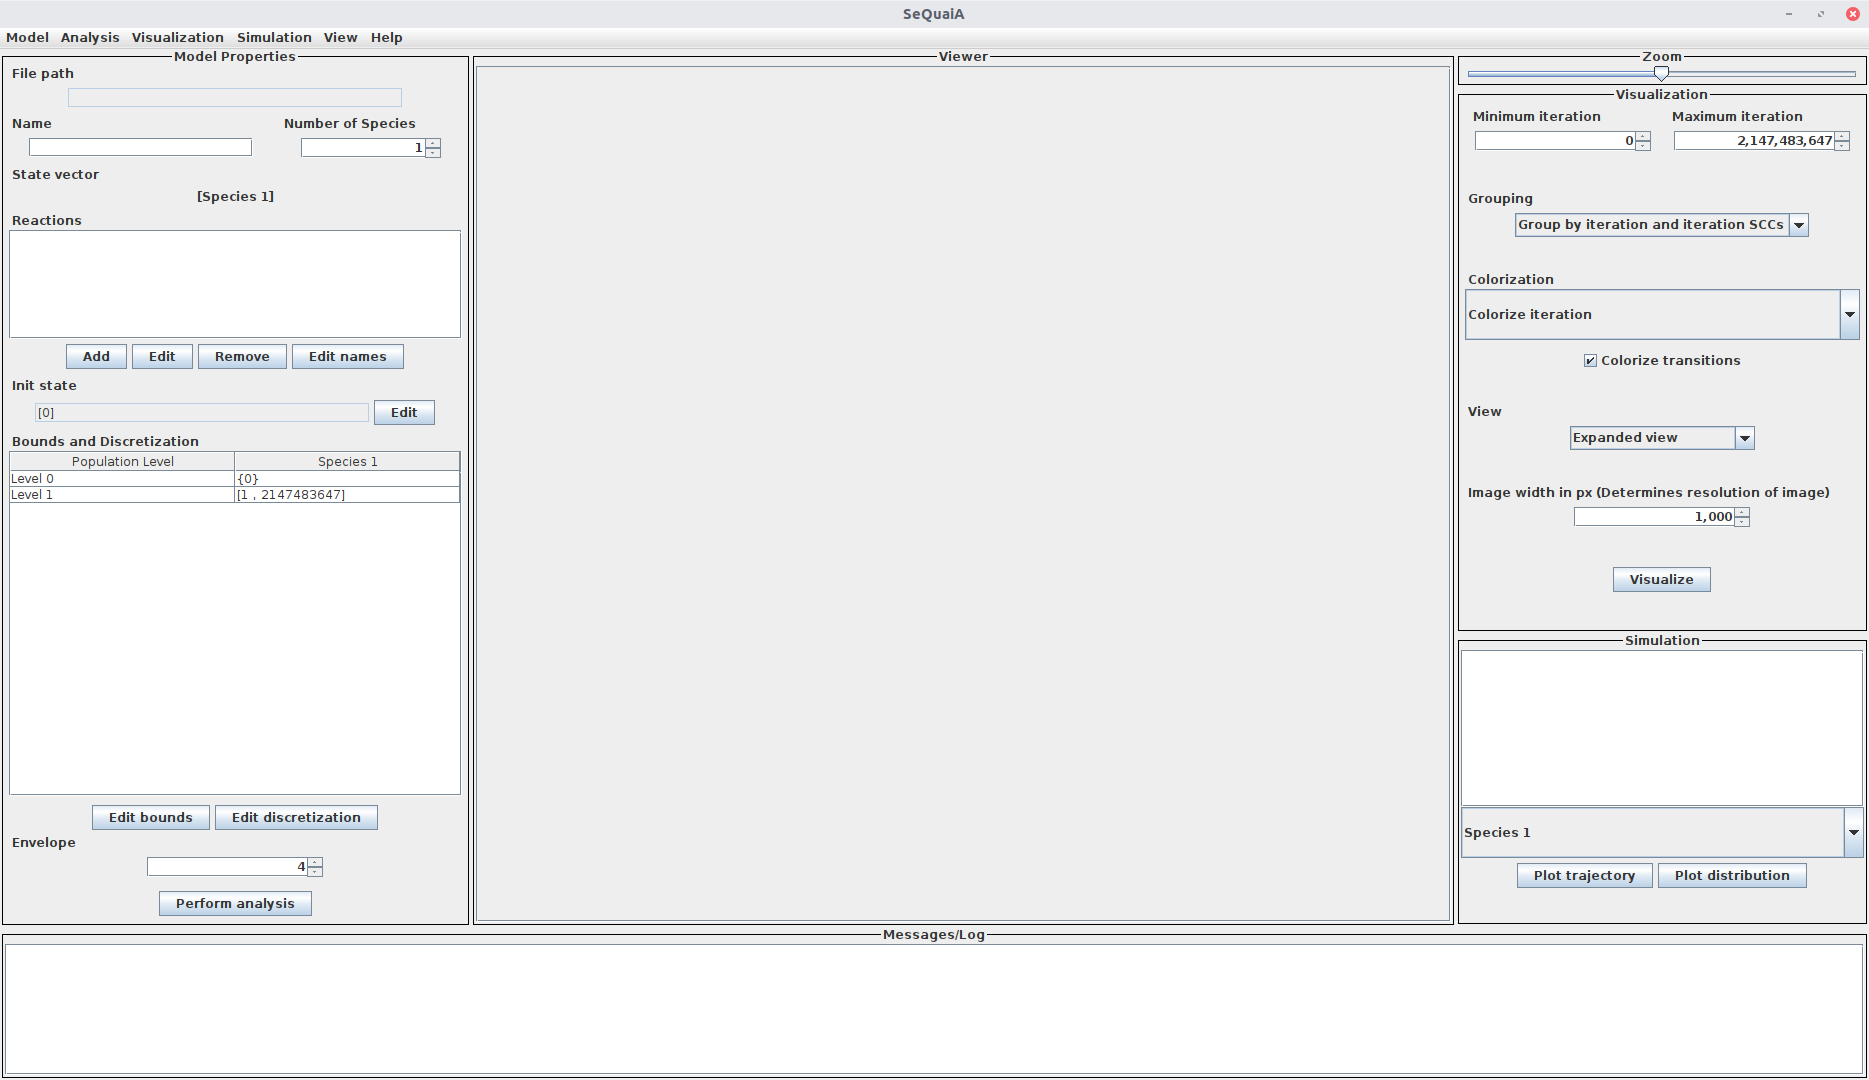 SeQuaiA
Model Analysis Visualization Simulation View Help
Model Properties
File path
Name Number of Species
1
State vector
[Species 1]
Reactions
Add Edit Remove Edit names
Init state
[0] Edit
Bounds and Discretization
Population Level Species 1
Level 0 {0}
Level 1 [1 , 2147483647]
Edit bounds Edit discretization
Envelope
4
Perform analysis
Viewer
Zoom
Visualization
Minimum iteration Maximum iteration
0 2,147,483,647
Grouping
Group by iteration and iteration SCCs
Colorization
Colorize iteration
Colorize transitions
View
Expanded view
Image width in px (Determines resolution of image)
1,000
Visualize
Simulation
Species 1
Plot trajectory Plot distribution
Messages/Log